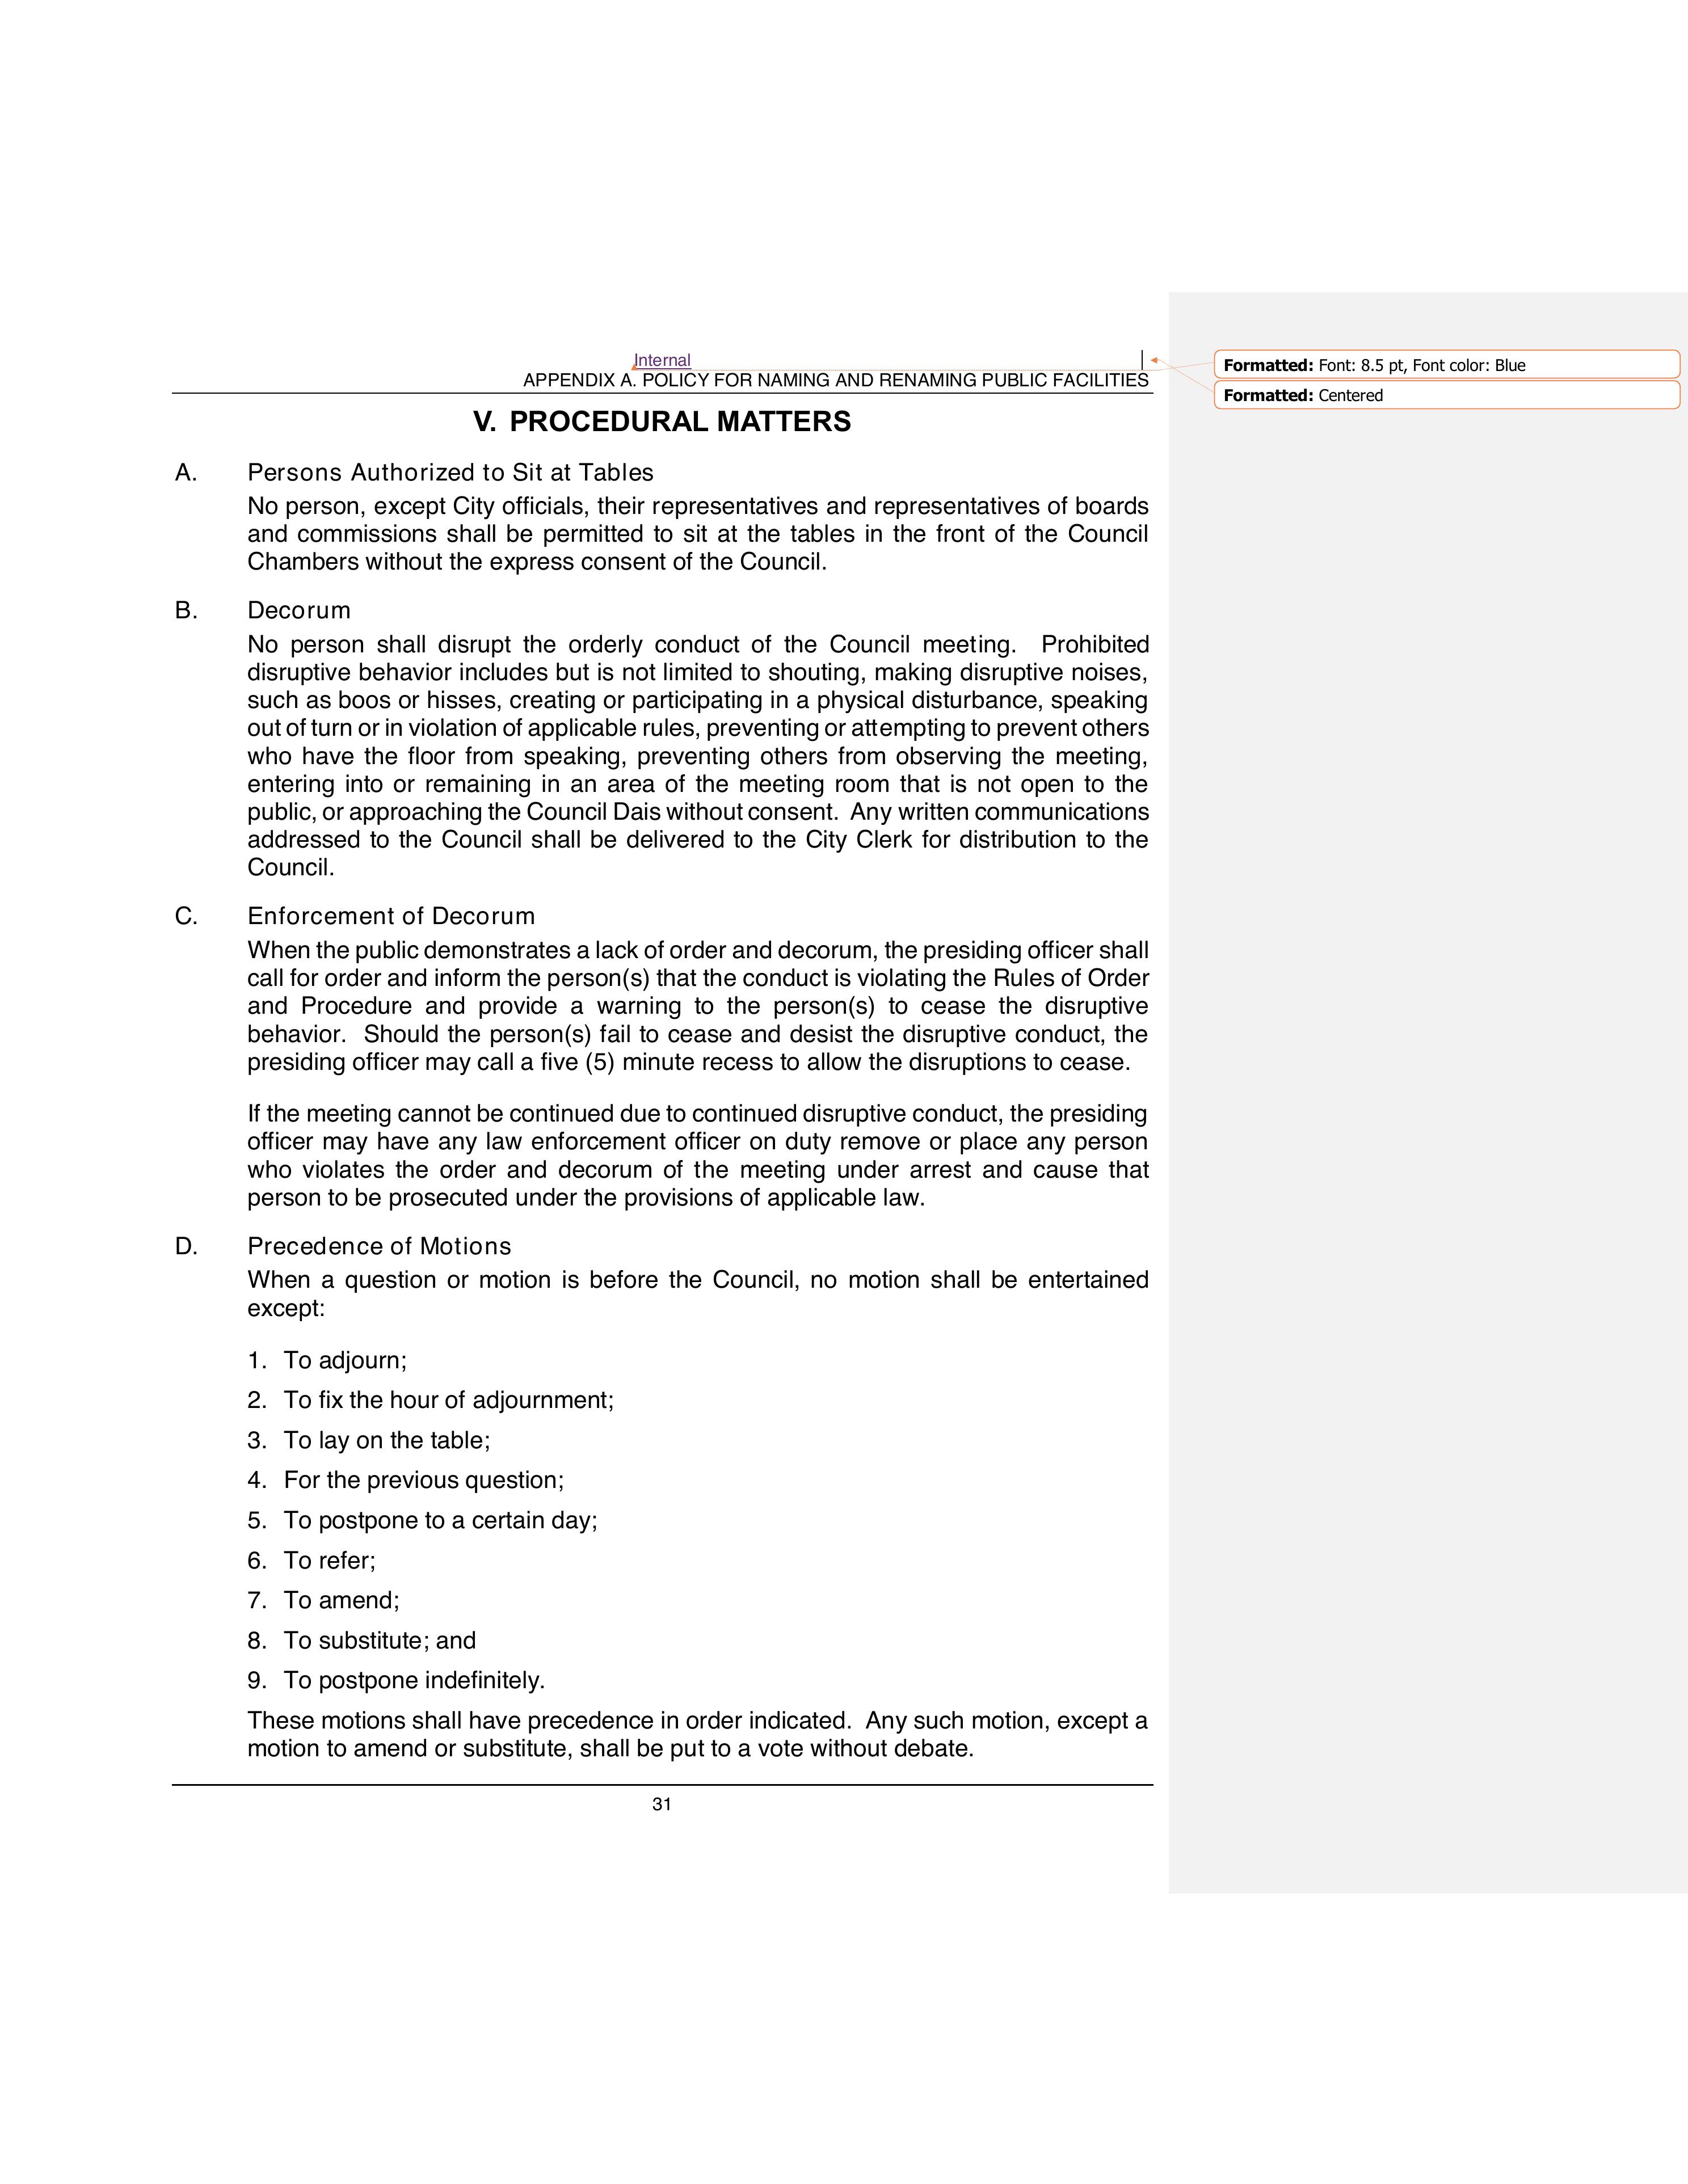 Internal
APPENDIX A. POLICY FOR NAMING AND RENAMING PUBLIC FACILITIES
Formatted: Font: 8.5 pt, Font color: Blue
Formatted: Centered
V. PROCEDURAL MATTERS
A. Persons Authorized to Sit at Tables
No person, except City officials, their representatives and representatives of boards
and commissions shall be permitted to sit at the tables in the front of the Council
Chambers without the express consent of the Council.
B. Decorum
No person shall disrupt the orderly conduct of the Council meeting. Prohibited
disruptive behavior includes but is not limited to shouting, making disruptive noises,
such as boos or hisses, creating or participating in a physical disturbance, speaking
out of turn or in violation of applicable rules, preventing or attempting to prevent others
who have the floor from speaking, preventing others from observing the meeting,
entering into or remaining in an area of the meeting room that is not open to the
public, or approaching the Council Dais without consent. Any written communications
addressed to the Council shall be delivered to the City Clerk for distribution to the
Council.
C. Enforcement of Decorum
When the public demonstrates a lack of order and decorum, the presiding officer shall
call for order and inform the person(s) that the conduct is violating the Rules of Order
and Procedure and provide a warning to the person(s) to cease the disruptive
behavior. Should the person(s) fail to cease and desist the disruptive conduct, the
presiding officer may call a five (5) minute recess to allow the disruptions to cease.
If the meeting cannot be continued due to continued disruptive conduct, the presiding
officer may have any law enforcement officer on duty remove or place any person
who violates the order and decorum of the meeting under arrest and cause that
person to be prosecuted under the provisions of applicable law.
D. Precedence of Motions
When a question or motion is before the Council, no motion shall be entertained
except:
1. To adjourn;
2. To fix the hour of adjournment;
3. To lay on the table;
4. For the previous question;
5. To postpone to a certain day;
6. To refer;
7. To amend;
8. To substitute; and
9. To postpone indefinitely.
These motions shall have precedence in order indicated. Any such motion, except a
motion to amend or substitute, shall be put to a vote without debate.
31